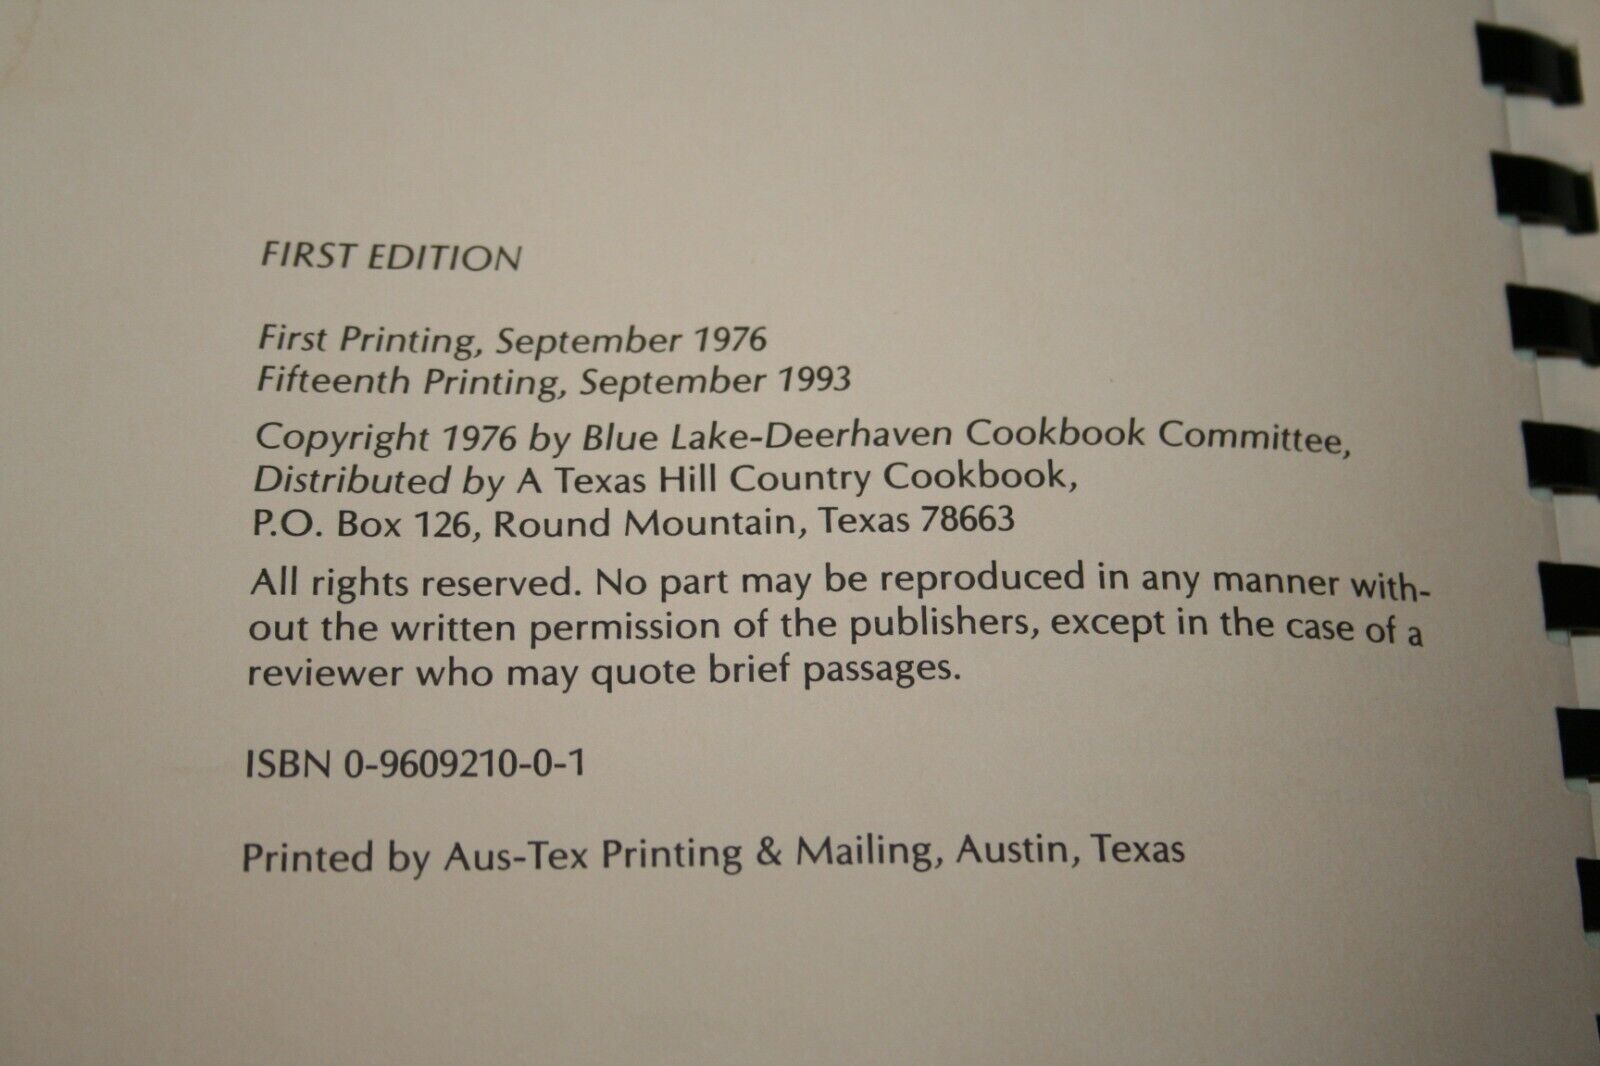 FIRST EDITION
First Printing, September 1976
Fifteenth Printing, September 1993
Copyright 1976 by Blue Lake-Deerhaven Cookbook Committee,
Distributed by A Texas Hill Country Cookbook,
P.O. Box 126, Round Mountain, Texas 78663
All rights reserved. No part may be reproduced in any manner with-
out the written permission of the publishers, except in the case of a
reviewer who may quote brief passages.
ISBN 0-9609210-0-1
Printed by Aus-Tex Printing & Mailing, Austin, Texas